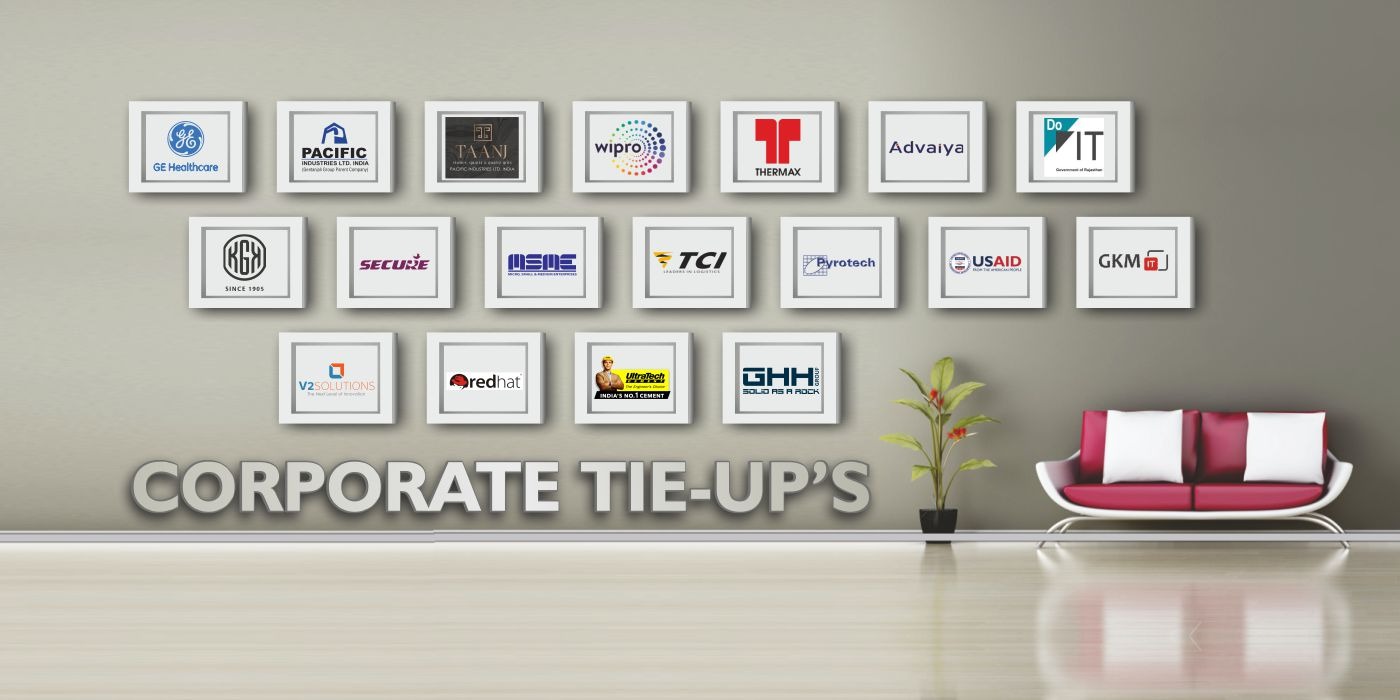 GE
GE Healthcare
PACIFIC
INDUSTRIES LTD. INDIA
(Geetanjali Group Parent Company)
TAANJ
PACIFIC INDUSTRIES LTD. INDIA
wipro
THERMAX
Advaiya
Do
IT
Government of Rajasthan
KGK
SINCE 1905
SECURE
MSME
MICRO, SMALL & MEDIUM ENTERPRISES
TCI
LEADERS IN LOGISTICS
Pyrotech
USAID
FROM THE AMERICAN PEOPLE
GKM IT
V2SOLUTIONS
The Next Level of Innovation
redhat
UltraTech
CEMENT
The Engineer's Choice
INDIA'S NO.1 CEMENT
GHH GROUP
SOLID AS A ROCK
CORPORATE TIE-UP'S